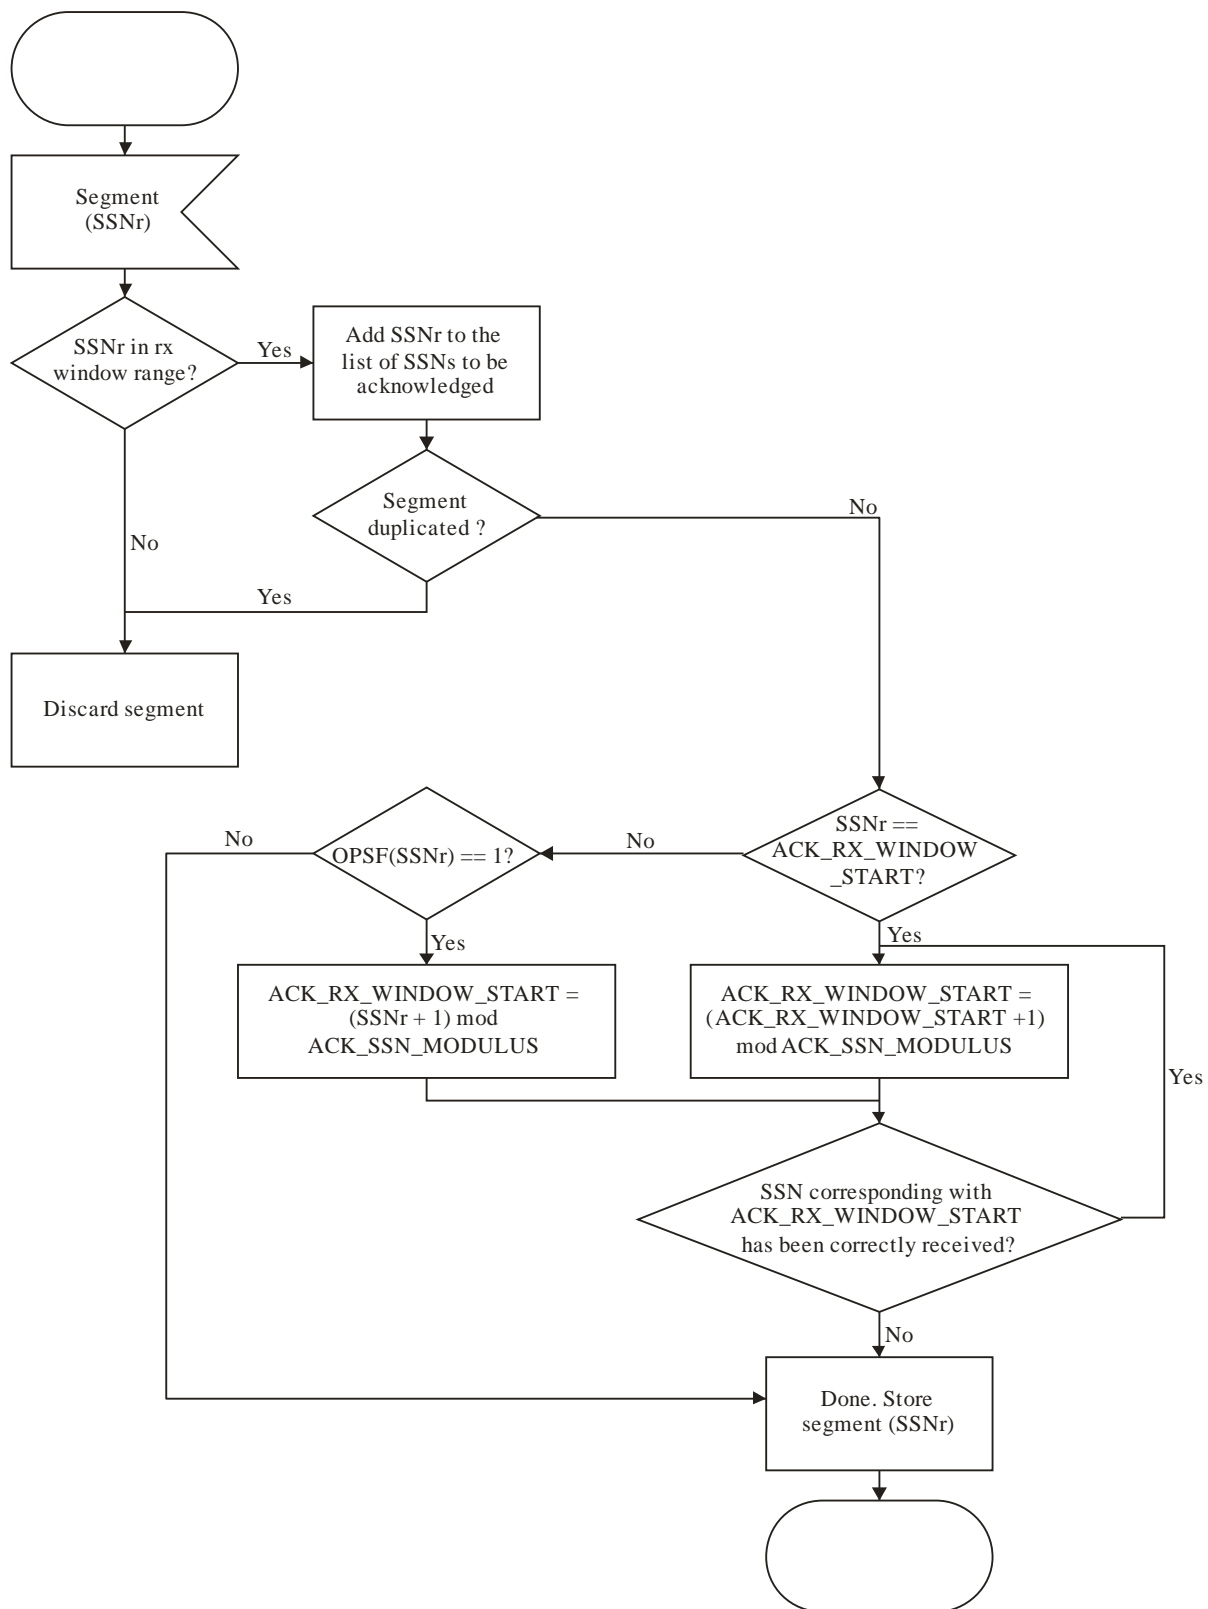 Segment
(SSNr)
SSNr in rx
window range?
Yes
Add SSNr to the
list of SSNs to be
acknowledged
No
Segment
duplicated ?
No
Yes
Discard segment
SSNr ==
ACK_RX_WINDOW
_START?
No
OPSF(SSNr) == 1?
No
Yes
Yes
ACK_RX_WINDOW_START =
(SSNr + 1) mod
ACK_SSN_MODULUS
ACK_RX_WINDOW_START =
(ACK_RX_WINDOW_START +1)
mod ACK_SSN_MODULUS
Yes
SSN corresponding with
ACK_RX_WINDOW_START
has been correctly received?
No
Done. Store
segment (SSNr)